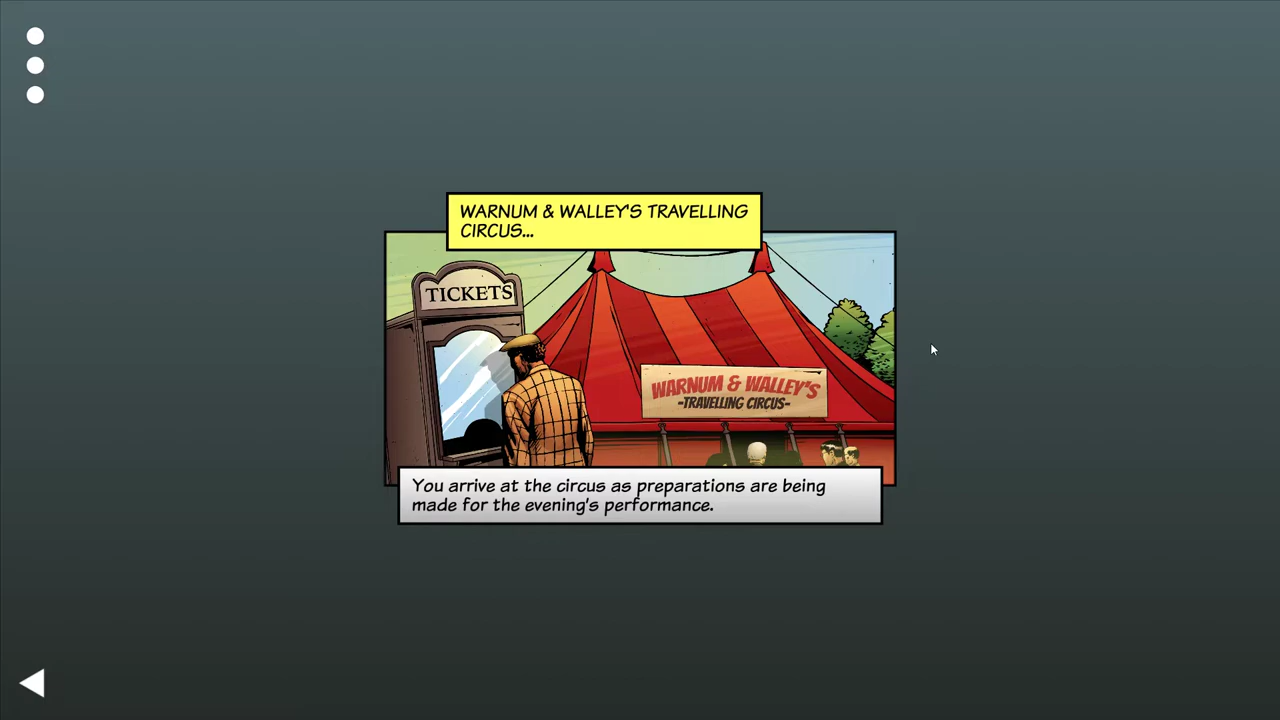 WARNUM & WALLEY'S TRAVELLING
CIRCUS...
TICKETS
WARNUM & WALLEY'S
-TRAVELLING CIRCUS-
You arrive at the circus as preparations are being
made for the evening's performance.